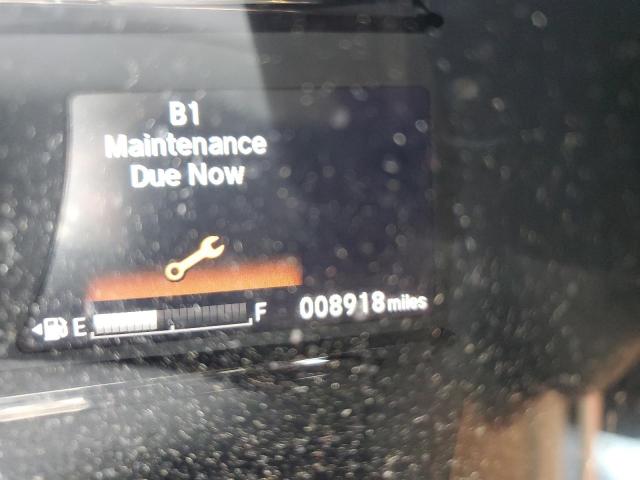 B1
Maintenance
Due Now
E F 008918 miles